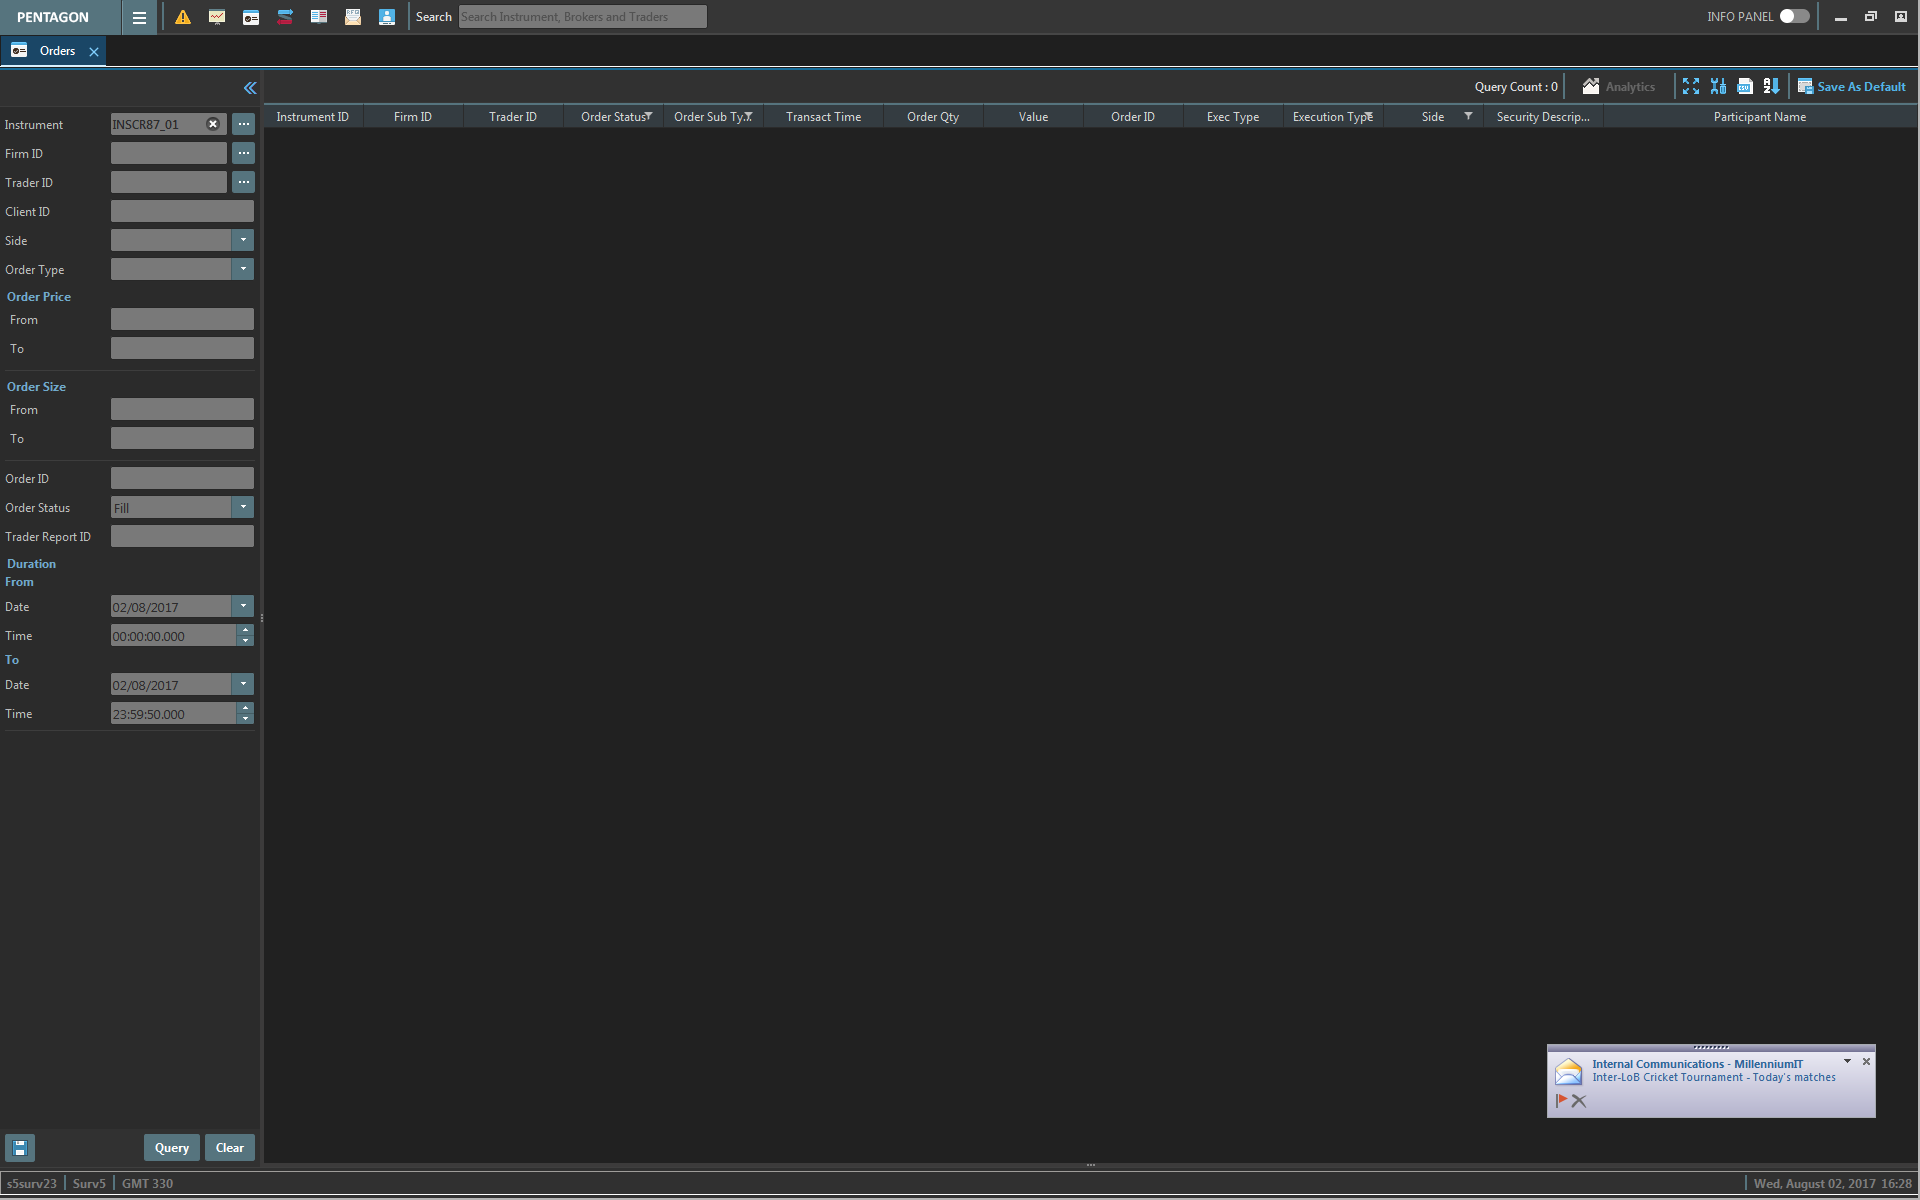 PENTAGON
Search
Search Instrument, Brokers and Traders
INFO PANEL
Orders
Query Count : 0
Analytics
Save As Default
Instrument INSCR87_01
Firm ID
Trader ID
Client ID
Side
Order Type
Order Price
From
To
Order Size
From
To
Order ID
Order Status Fill
Trader Report ID
Duration
From
Date 02/08/2017
Time 00:00:00.000
To
Date 02/08/2017
Time 23:59:50.000
Query Clear
Instrument ID Firm ID Trader ID Order Status Order Sub Ty... Transact Time Order Qty Value Order ID Exec Type Execution Type Side Security Descrip... Participant Name
Internal Communications - MillenniumIT
Inter-LoB Cricket Tournament - Today's matches
s5surv23 Surv5 GMT 330
Wed, August 02, 2017 16:28